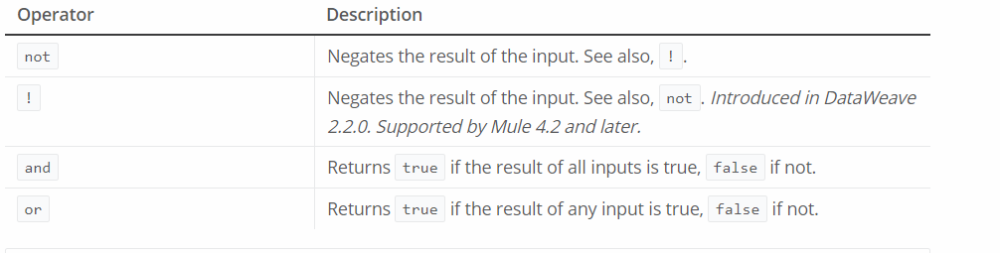 Operator Description
not Negates the result of the input. See also, ! .
! Negates the result of the input. See also, not . Introduced in DataWeave
2.2.0. Supported by Mule 4.2 and later.
and Returns true if the result of all inputs is true, false if not.
or Returns true if the result of any input is true, false if not.